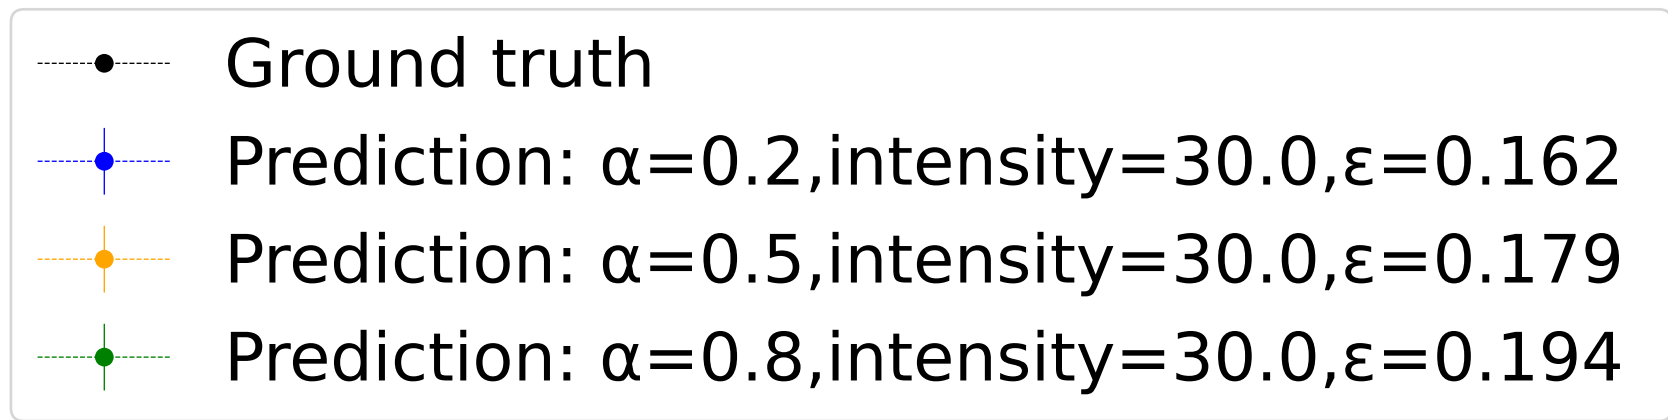 Ground truth
Prediction: α=0.2,intensity=30.0,ε=0.162
Prediction: α=0.5,intensity=30.0,ε=0.179
Prediction: α=0.8,intensity=30.0,ε=0.194